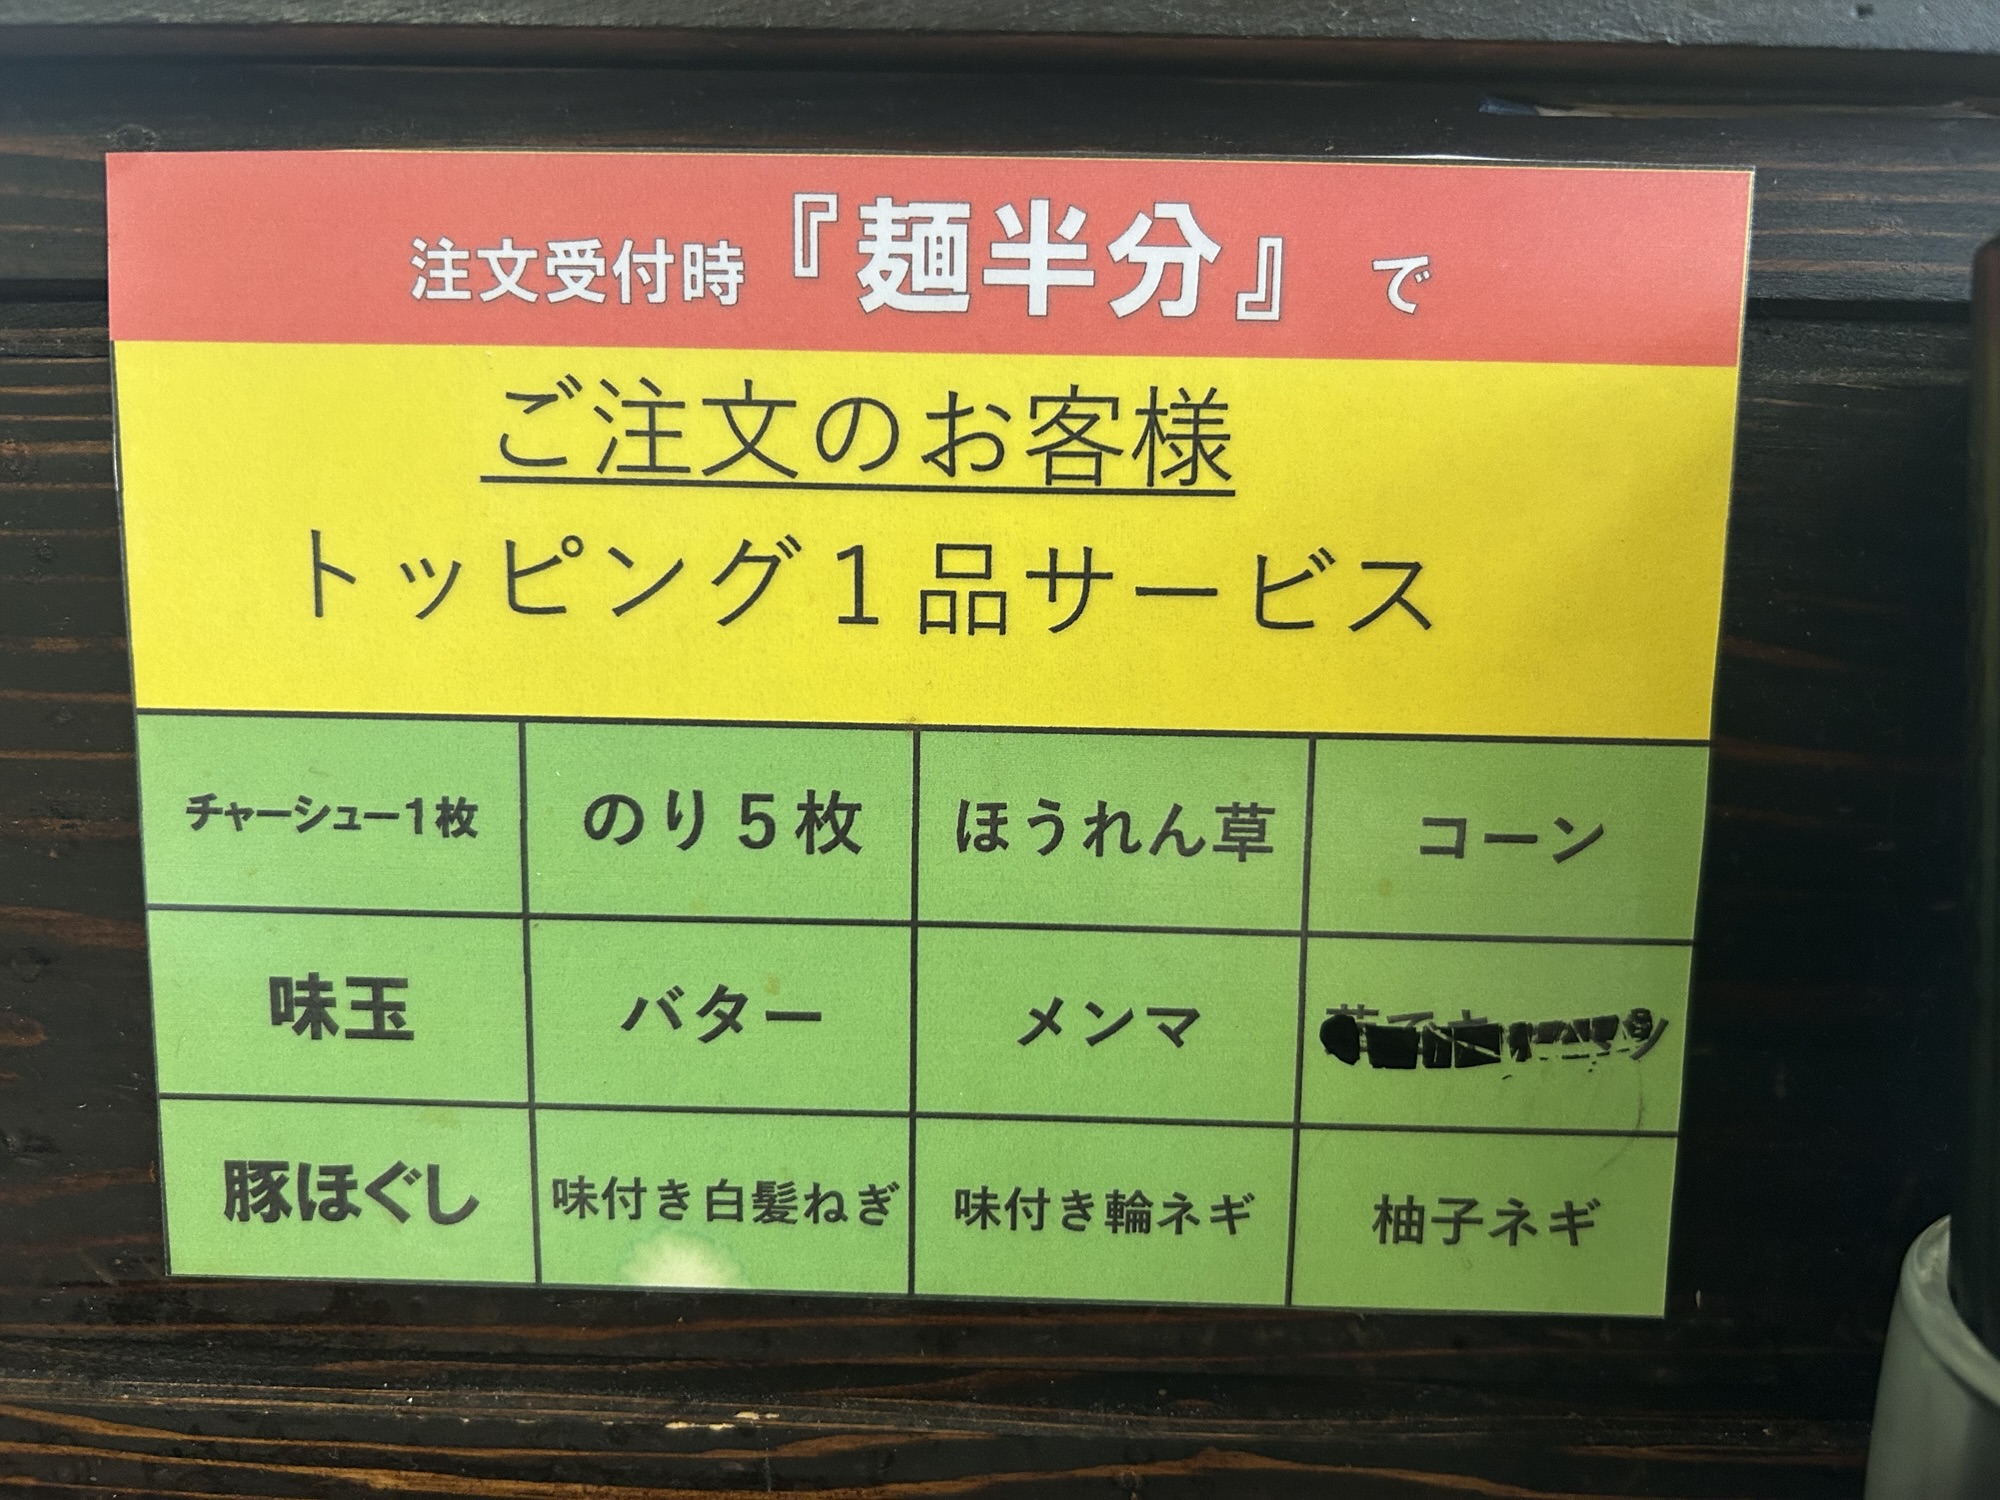 注文受付時『麺半分』で
ご注文のお客様
トッピング1品サービス
チャーシュー1枚 のり5枚 ほうれん草 コーン
味玉 バター メンマ
豚ほぐし 味付き白髪ねぎ 味付き輪ネギ 柚子ネギ